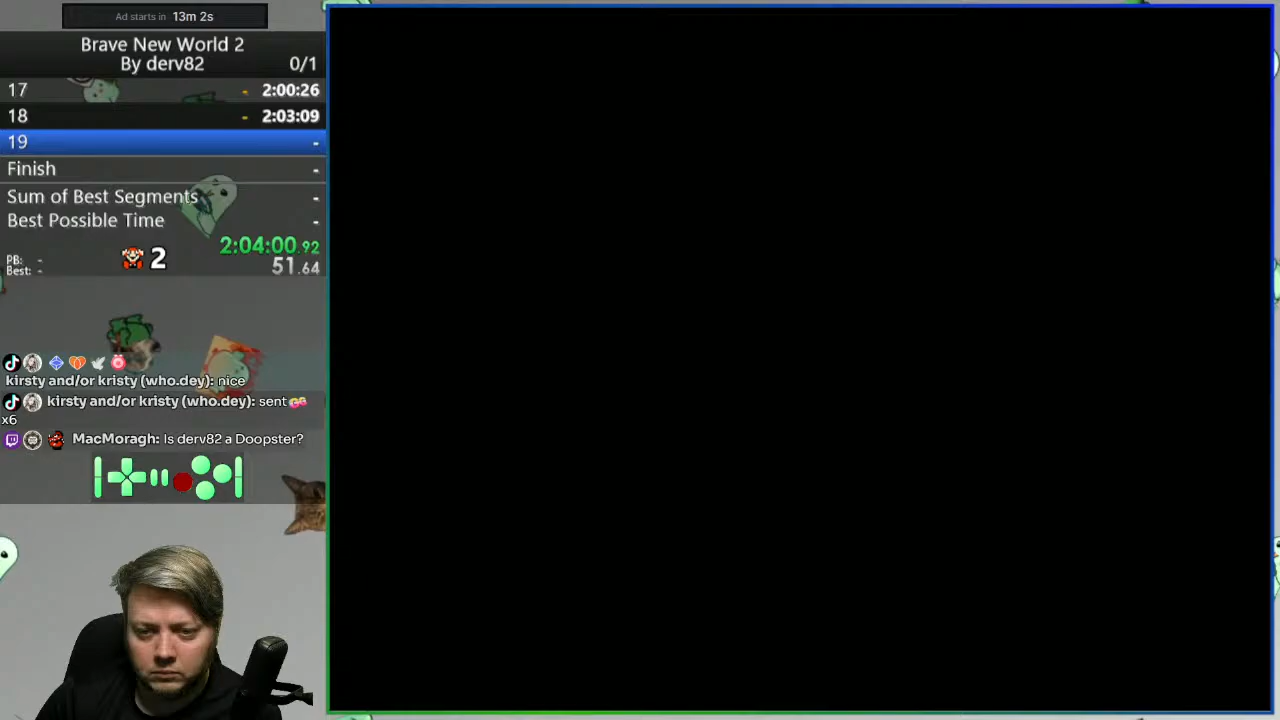 Ad starts in 13m 2s
Brave New World 2
By derv82 0/1
17 - 2:00:26
18 - 2:03:09
19 -
Finish -
Sum of Best Segments -
Best Possible Time -
2:04:00.92
PB: -
Best: -
2
51.64
kirsty and/or kristy (who.dey): nice
kirsty and/or kristy (who.dey): sent
x6
MacMoragh: Is derv82 a Doopster?